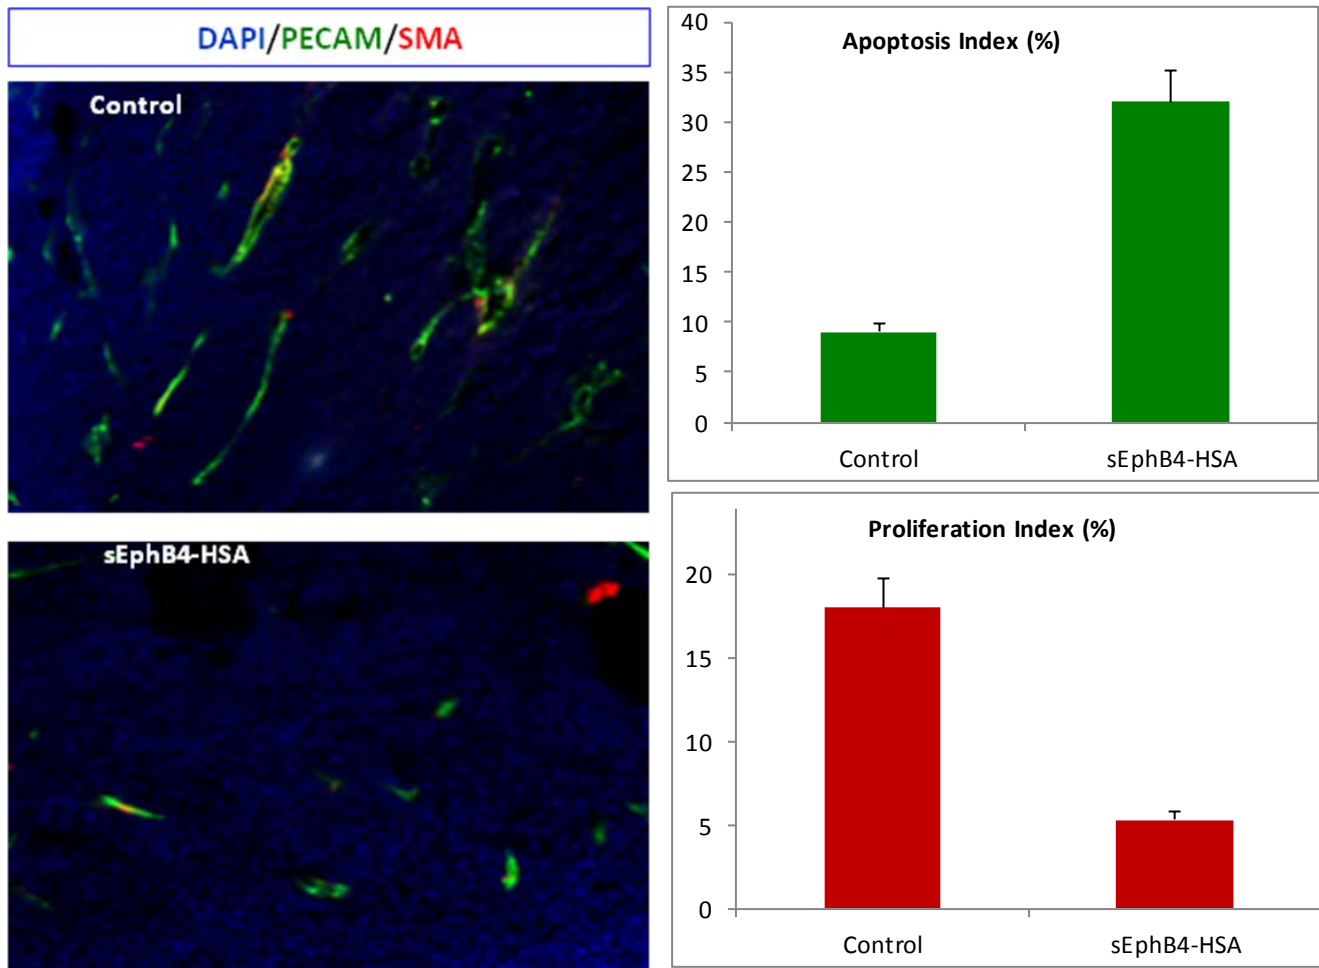 DAPI/PECAM/SMA
Control
sEphB4-HSA
Apoptosis Index (%)
40
35
30
25
20
15
10
5
0
Control
sEphB4-HSA
Proliferation Index (%)
20
15
10
5
0
Control
sEphB4-HSA